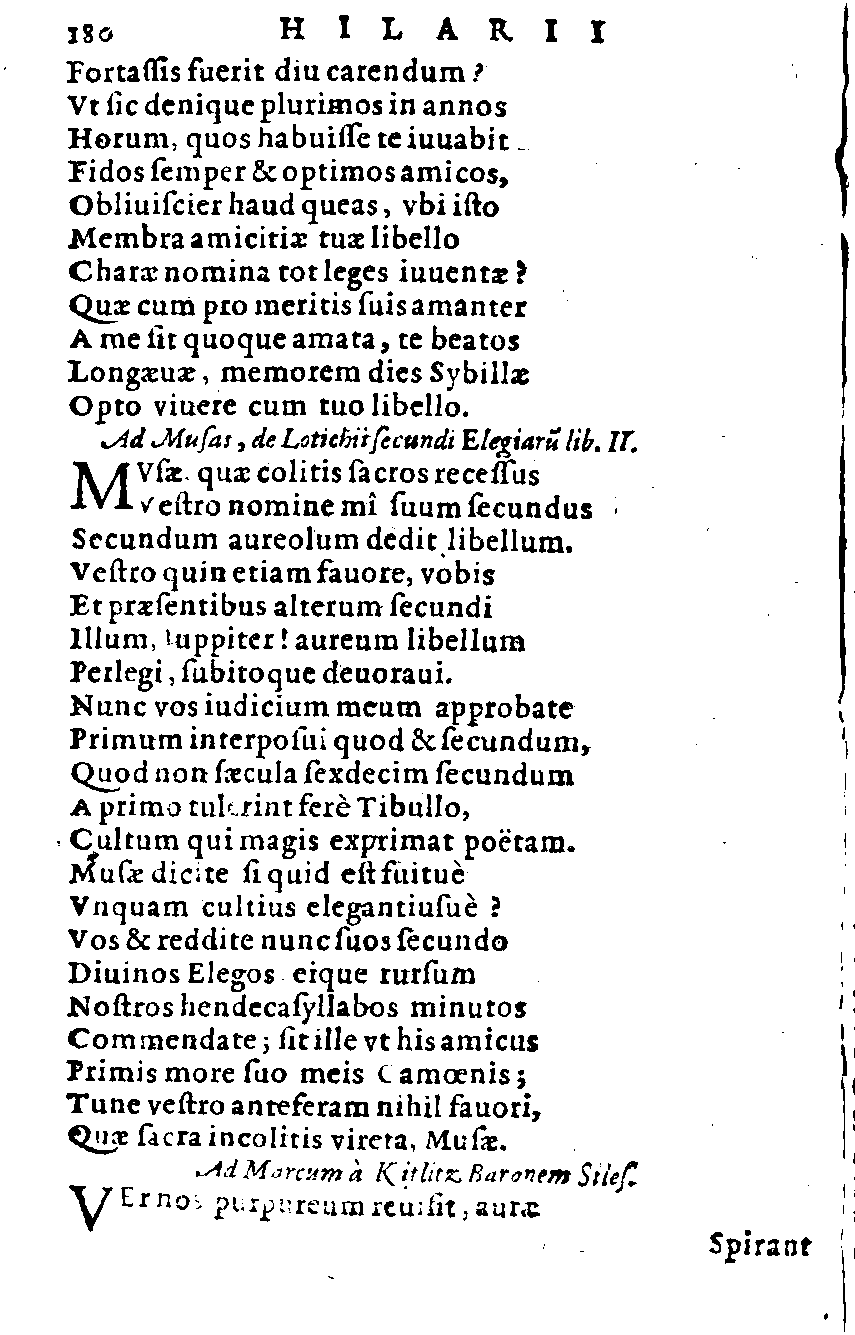 180 HILARII
Fortaſſis fuerit diu carendum?
Vt ſic denique plurimos in annos
Horum, quos habuiſſe te iuuabit
Fidos ſemper & optimos amicos,
Obliuiſcier haud queas, vbi iſto
Membra amicitiæ tuæ libello
Charæ nomina tot leges iuuentæ?
Quæ cum pro meritis ſuis amanter
A me ſit quoque amata, te beatos
Longæuæ, memorem dies Sybillæ
Opto viuere cum tuo libello.
Ad Muſas, de Lotichii ſecundi Elegiarũ lib. II.
MVſæ quæ colitis ſacros receſſus
Veſtro nomine mî ſuum ſecundus
Secundum aureolum dedit libellum.
Veſtro quin etiam fauore, vobis
Et præſentibus alterum ſecundi
Illum, Iuppiter! aureum libellum
Perlegi, ſubitoque deuoraui.
Nunc vos iudicium meum approbate
Primum interpoſui quod & ſecundum,
Quod non ſæcula ſexdecim ſecundum
A primo tulerint ferè Tibullo,
Cultum qui magis exprimat poëtam.
Muſæ dicite ſi quid eſt fuituè
Vnquam cultius elegantiuſuè?
Vos & reddite nunc ſuos ſecundo
Diuinos Elegos eique rurſum
Noſtros hendecaſyllabos minutos
Commendate; ſit ille vt his amicus
Primis more ſuo meis Camœnis;
Tunc veſtro anteferam nihil fauori,
Quæ ſacra incolitis vireta, Muſæ.
Ad Marcum à Kitlitz Baronem Sileſ.
VErnos purpureum reuiſit, auræ
Spirant